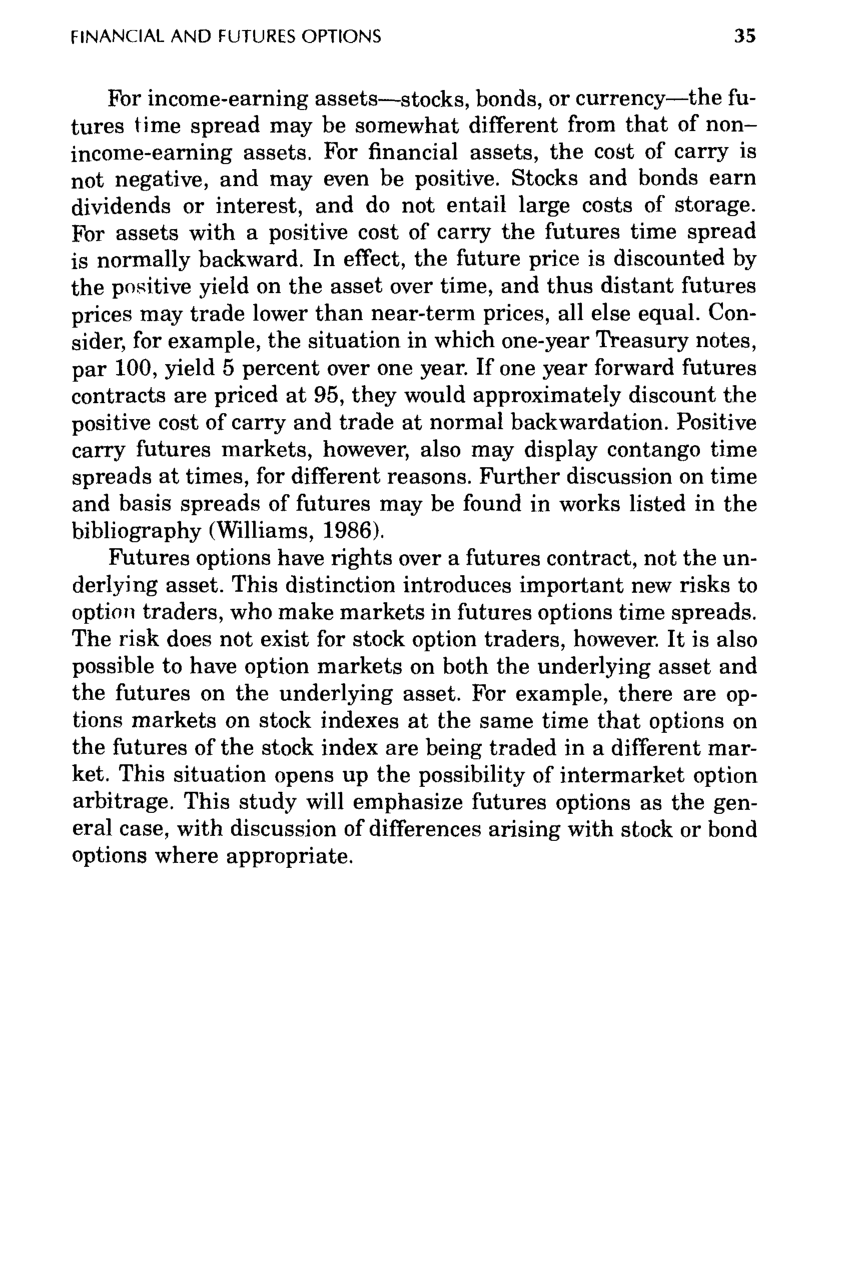 FINANCIAL AND FUTURES OPTIONS 35
For income-earning assets—stocks, bonds, or currency—the fu-
tures time spread may be somewhat different from that of non–
income-earning assets. For financial assets, the cost of carry is
not negative, and may even be positive. Stocks and bonds earn
dividends or interest, and do not entail large costs of storage.
For assets with a positive cost of carry the futures time spread
is normally backward. In effect, the future price is discounted by
the positive yield on the asset over time, and thus distant futures
prices may trade lower than near-term prices, all else equal. Con-
sider, for example, the situation in which one-year Treasury notes,
par 100, yield 5 percent over one year. If one year forward futures
contracts are priced at 95, they would approximately discount the
positive cost of carry and trade at normal backwardation. Positive
carry futures markets, however, also may display contango time
spreads at times, for different reasons. Further discussion on time
and basis spreads of futures may be found in works listed in the
bibliography (Williams, 1986).
Futures options have rights over a futures contract, not the un-
derlying asset. This distinction introduces important new risks to
option traders, who make markets in futures options time spreads.
The risk does not exist for stock option traders, however. It is also
possible to have option markets on both the underlying asset and
the futures on the underlying asset. For example, there are op-
tions markets on stock indexes at the same time that options on
the futures of the stock index are being traded in a different mar-
ket. This situation opens up the possibility of intermarket option
arbitrage. This study will emphasize futures options as the gen-
eral case, with discussion of differences arising with stock or bond
options where appropriate.